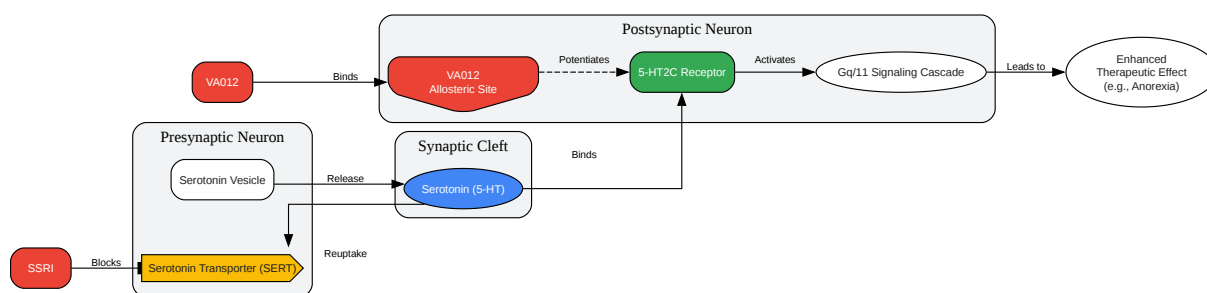 Postsynaptic Neuron
VA012
Binds
VA012
Allosteric Site
Potentiates
5-HT2C Receptor
Activates
Gq/11 Signaling Cascade
Leads to
Enhanced
Therapeutic Effect
(e.g., Anorexia)
Presynaptic Neuron
Synaptic Cleft
Binds
Serotonin Vesicle
Release
Serotonin (5-HT)
Reuptake
SSRI
Blocks
Serotonin Transporter (SERT)